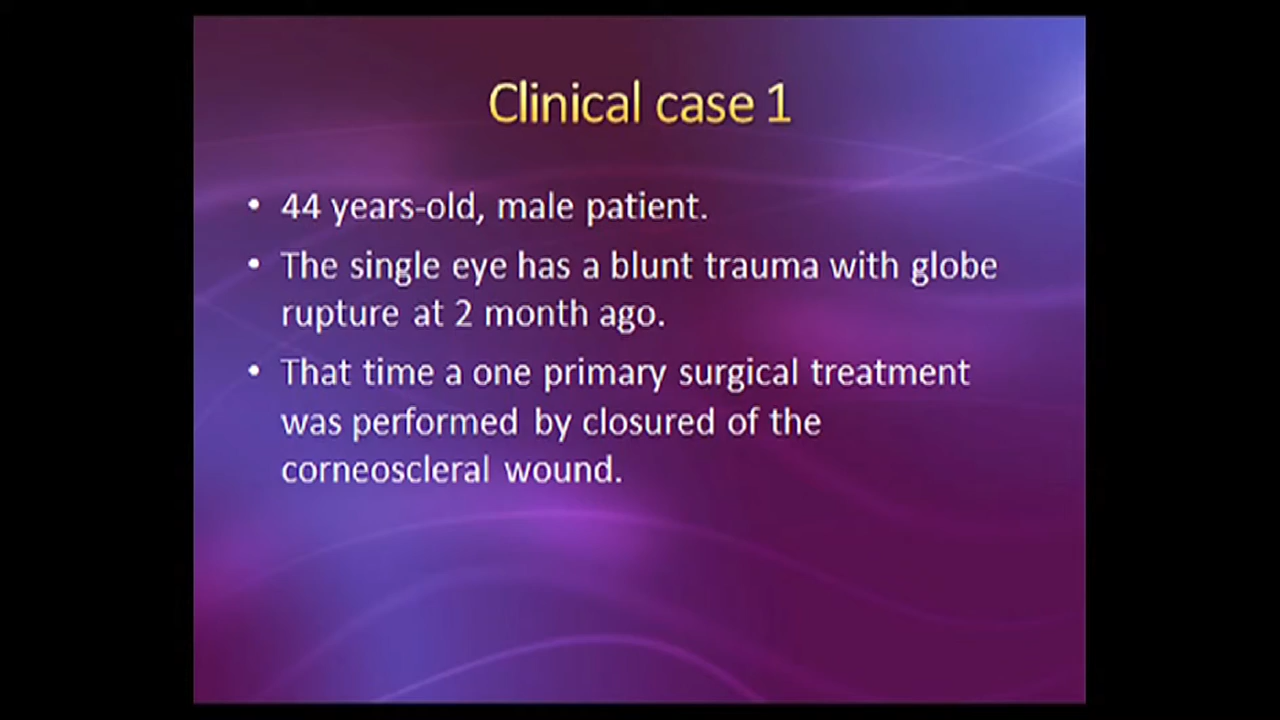 Clinical case 1
• 44 years-old, male patient.
• The single eye has a blunt trauma with globe
rupture at 2 month ago.
• That time a one primary surgical treatment
was performed by closured of the
corneoscleral wound.